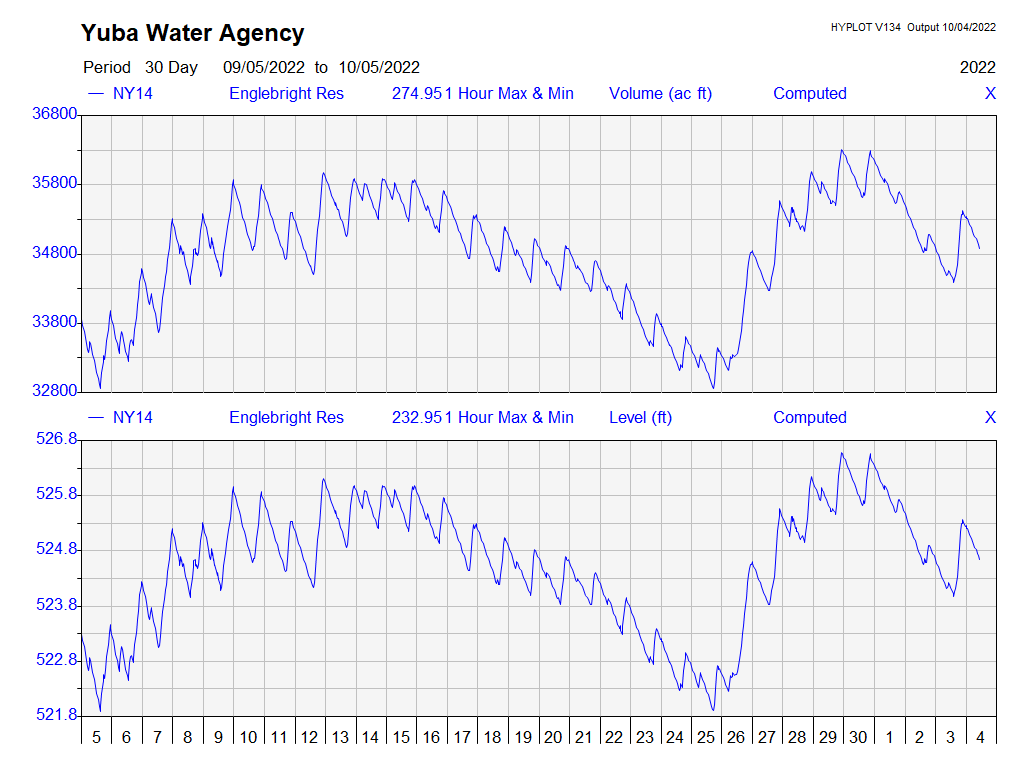 Yuba Water Agency
HYPLOT V134 Output 10/04/2022
Period 30 Day 09/05/2022 to 10/05/2022 2022
NY14 Englebright Res 274.951 Hour Max & Min Volume (ac ft) Computed X
36800
35800
34800
33800
32800
NY14 Englebright Res 232.951 Hour Max & Min Level (ft) Computed X
526.8
525.8
524.8
523.8
522.8
521.8
5 6 7 8 9 10 11 12 13 14 15 16 17 18 19 20 21 22 23 24 25 26 27 28 29 30 1 2 3 4